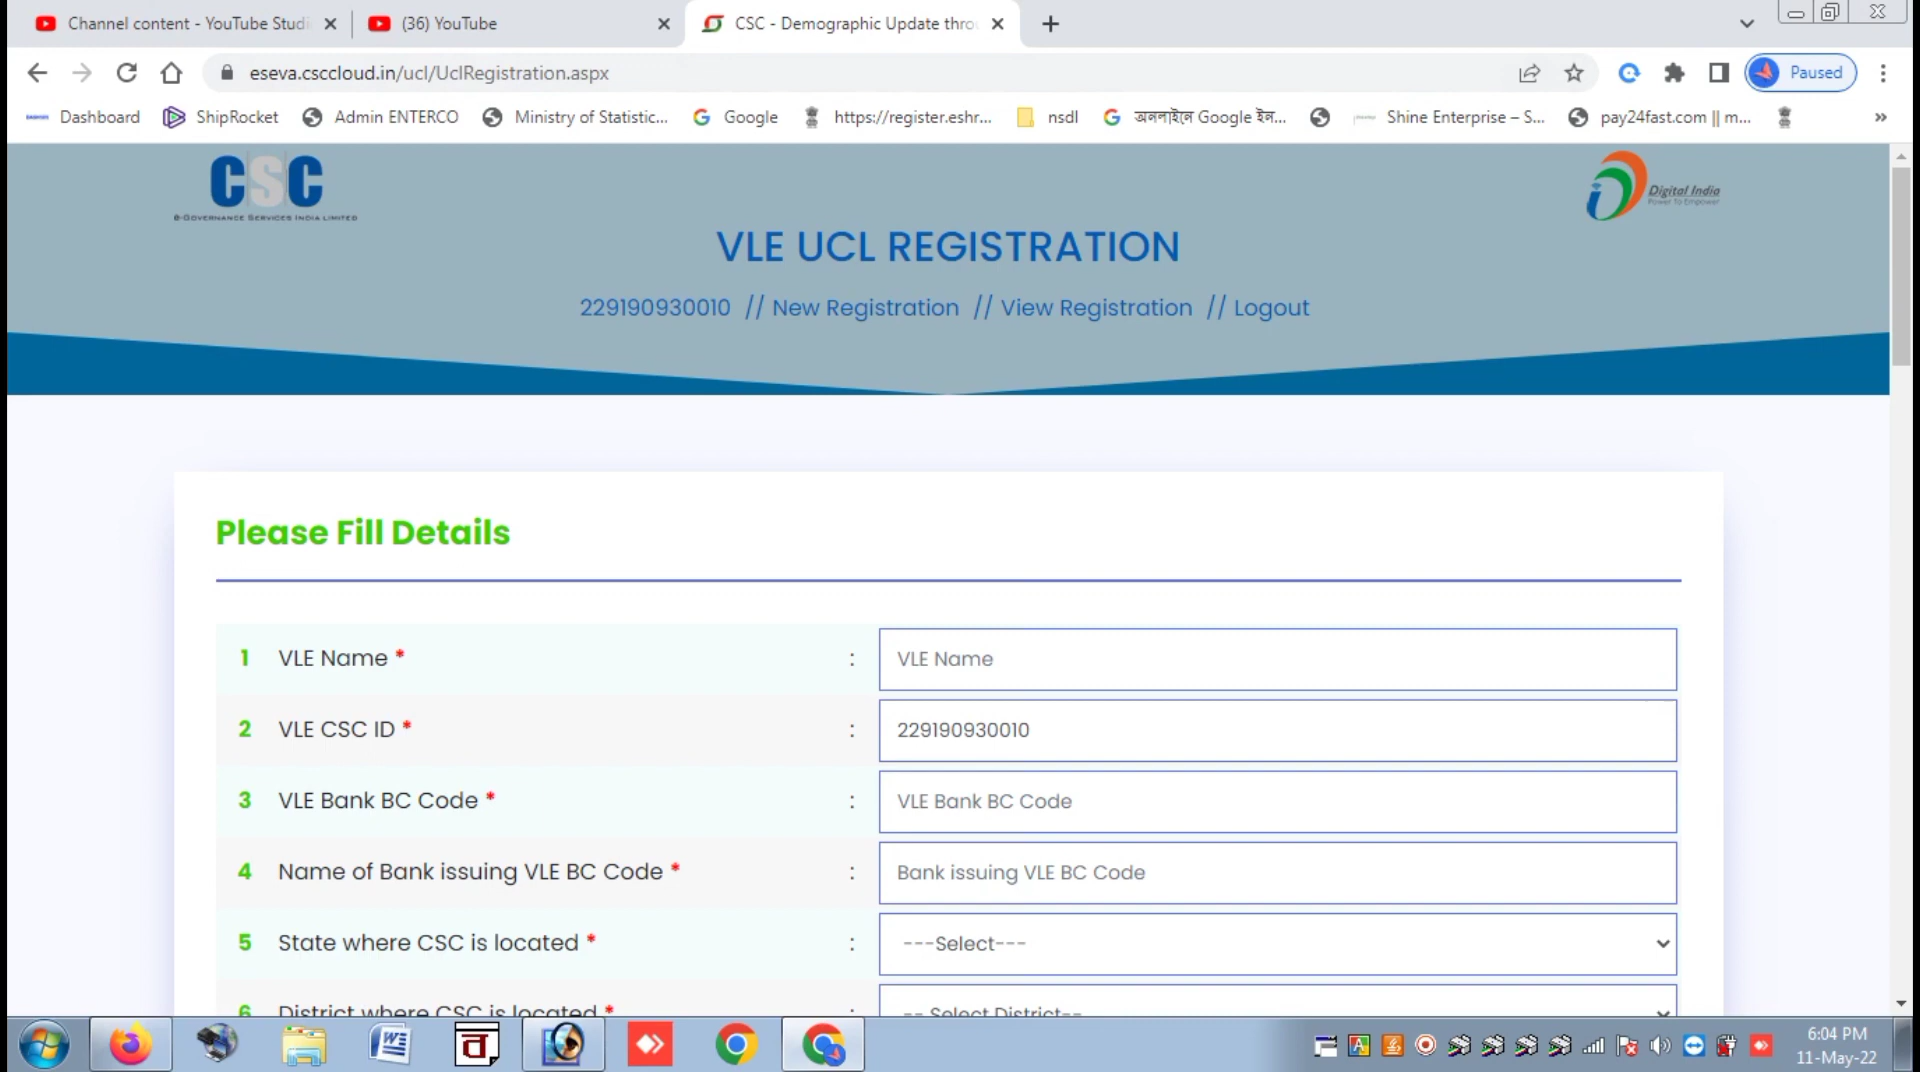 Channel content - YouTube Studi
(36) YouTube
CSC - Demographic Update thro
eseva.csccloud.in/ucl/UclRegistration.aspx
Paused
Dashboard
ShipRocket
Admin ENTERCO
Ministry of Statistic...
Google
https://register.eshr...
nsdl
অনলাইনে Google ইন...
Shine Enterprise – S...
pay24fast.com || m...
CSC
e-Governance Services India Limited
Digital India
Power To Empower
VLE UCL REGISTRATION
229190930010 // New Registration // View Registration // Logout
Please Fill Details
1 VLE Name * : VLE Name
2 VLE CSC ID * : 229190930010
3 VLE Bank BC Code * : VLE Bank BC Code
4 Name of Bank issuing VLE BC Code * : Bank issuing VLE BC Code
5 State where CSC is located * : ---Select---
6 District where CSC is located * : -- Select District--
6:04 PM
11-May-22